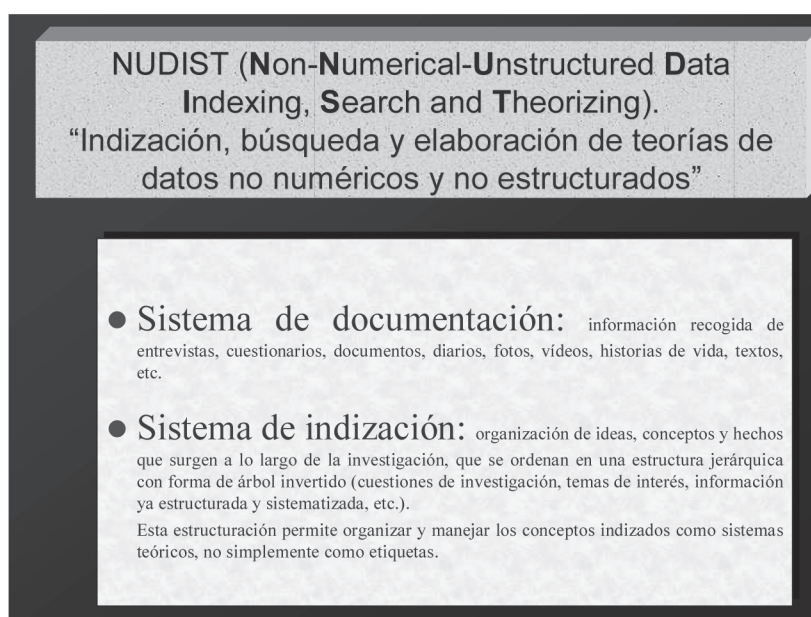 NUDIST (Non-Numerical-Unstructured Data
Indexing, Search and Theorizing).
“Indización, búsqueda y elaboración de teorías de
datos no numéricos y no estructurados”
● Sistema de documentación: información recogida de
entrevistas, cuestionarios, documentos, diarios, fotos, vídeos, historias de vida, textos,
etc.
● Sistema de indización: organización de ideas, conceptos y hechos
que surgen a lo largo de la investigación, que se ordenan en una estructura jerárquica
con forma de árbol invertido (cuestiones de investigación, temas de interés, información
ya estructurada y sistematizada, etc.).
Esta estructuración permite organizar y manejar los conceptos indizados como sistemas
teóricos, no simplemente como etiquetas.